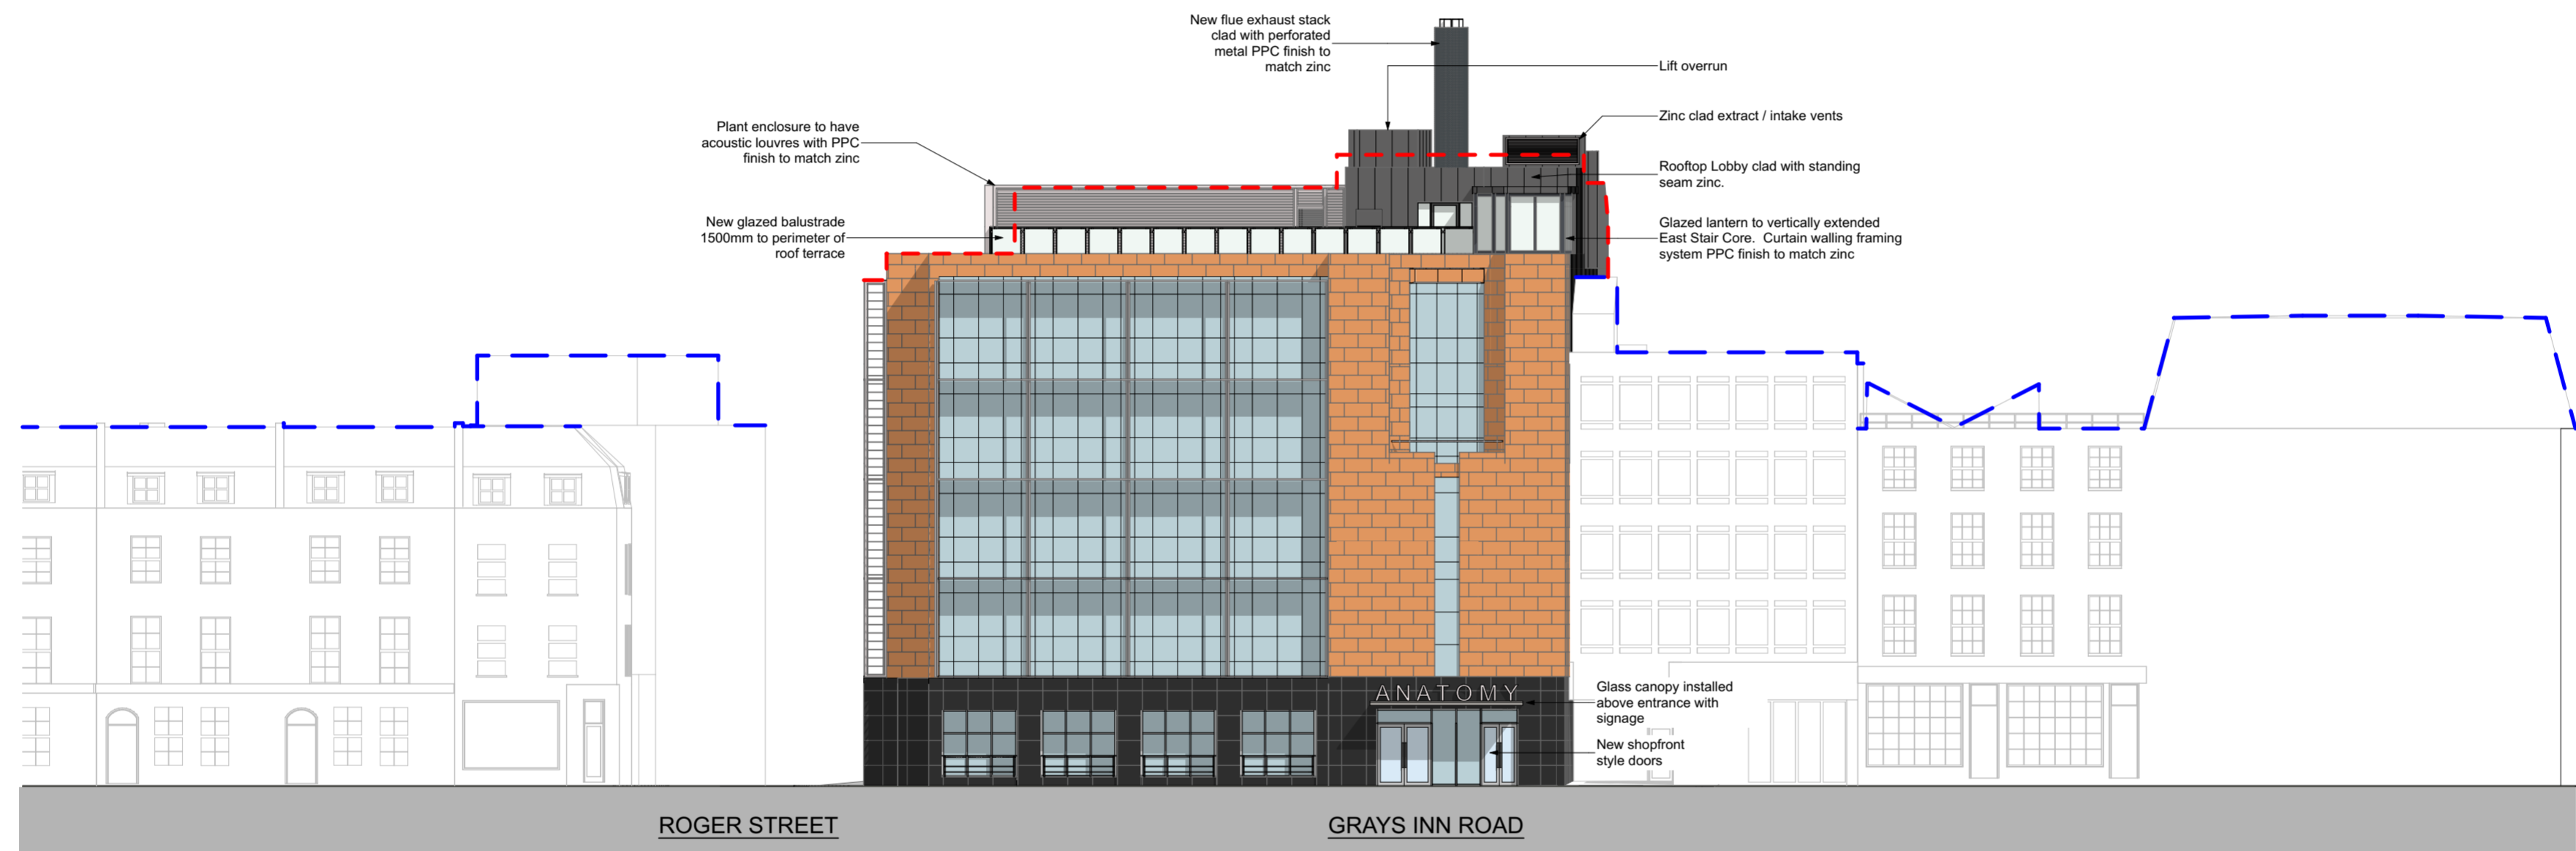 New flue exhaust stack
clad with perforated
metal PPC finish to
match zinc
Lift overrun
Zinc clad extract / intake vents
Plant enclosure to have
acoustic louvres with PPC
finish to match zinc
Rooftop Lobby clad with standing
seam zinc.
New glazed balustrade
1500mm to perimeter of
roof terrace
Glazed lantern to vertically extended
East Stair Core. Curtain walling framing
system PPC finish to match zinc
ANATOMY
Glass canopy installed
above entrance with
signage
New shopfront
style doors
ROGER STREET
GRAYS INN ROAD